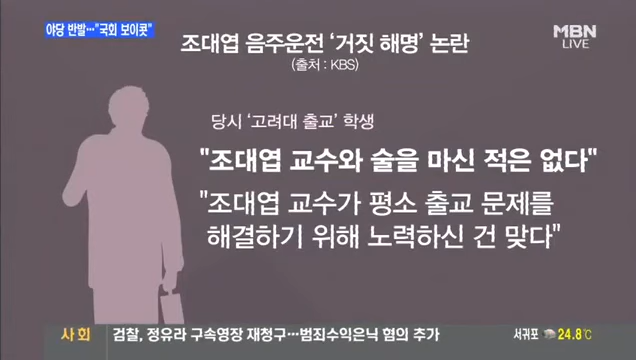 야당 반발…"국회 보이콧"
MBN
LIVE
조대엽 음주운전 ‘거짓 해명’ 논란
(출처 : KBS)
당시 ‘고려대 출교’ 학생
"조대엽 교수와 술을 마신 적은 없다"
"조대엽 교수가 평소 출교 문제를
해결하기 위해 노력하신 건 맞다"
사회 검찰, 정유라 구속영장 재청구…범죄수익은닉 혐의 추가 서귀포 24.8℃